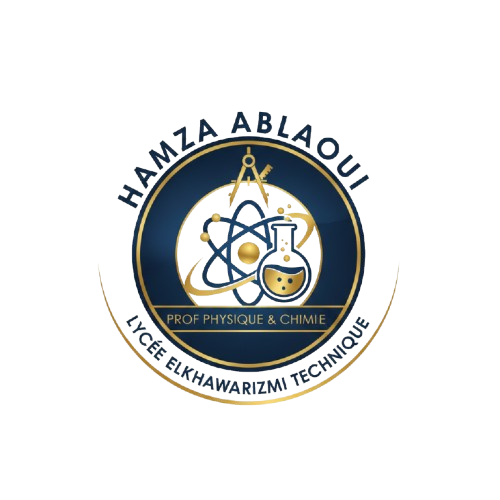 HAMZA ABLAOUI
PROF PHYSIQUE & CHIMIE
LYCÉE ELKHAWARIZMI TECHNIQUE